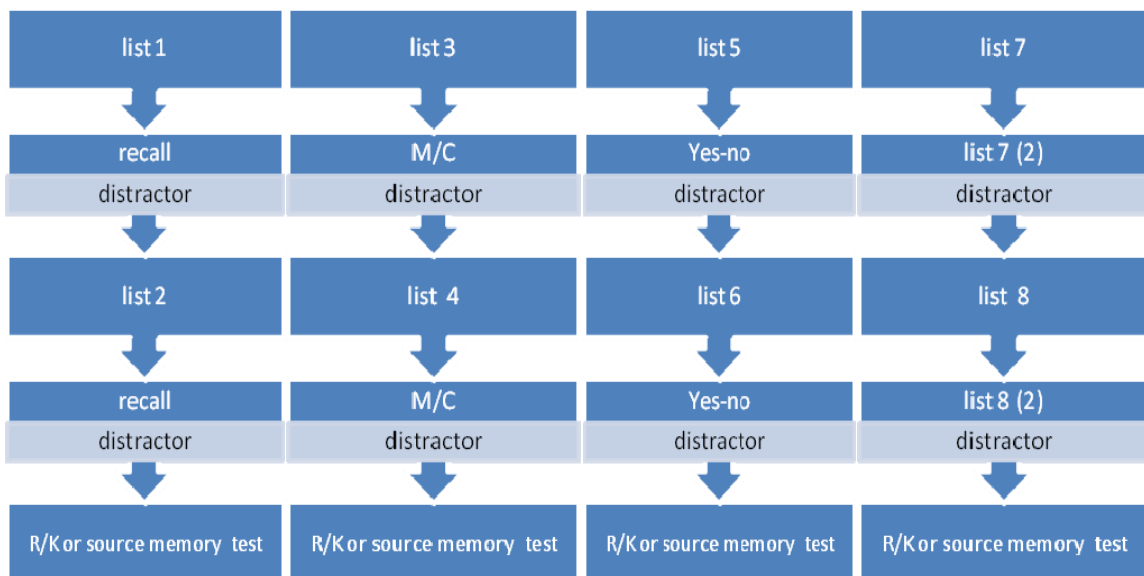 list 1
list 3
list 5
list 7
recall
M/C
Yes-no
list 7 (2)
distractor
distractor
distractor
distractor
list 2
list 4
list 6
list 8
recall
M/C
Yes-no
list 8 (2)
distractor
distractor
distractor
distractor
R/K or source memory test
R/K or source memory test
R/K or source memory test
R/K or source memory test